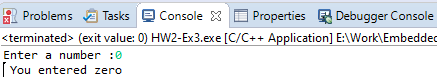 Problems Tasks Console Properties Debugger Console
<terminated> (exit value: 0) HW2-Ex3.exe [C/C++ Application] E:\Work\Embedded
Enter a number :0
You entered zero